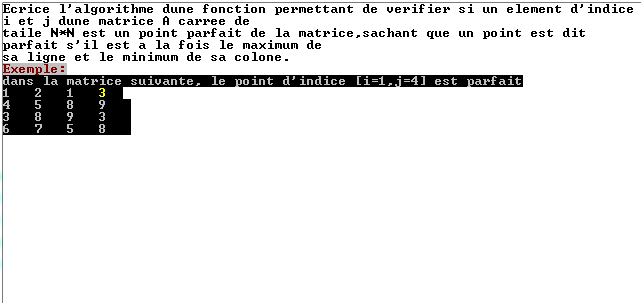 Ecrice l'algorithme dune fonction permettant de verifier si un element d'indice
i et j dune matrice A carree de
taile N*N est un point parfait de la matrice,sachant que un point est dit
parfait s'il est a la fois le maximum de
sa ligne et le minimum de sa colone.
Exemple:
dans la matrice suivante, le point d'indice [i=1,j=4] est parfait
1 2 1 3
4 5 8 9
3 8 9 3
6 7 5 8